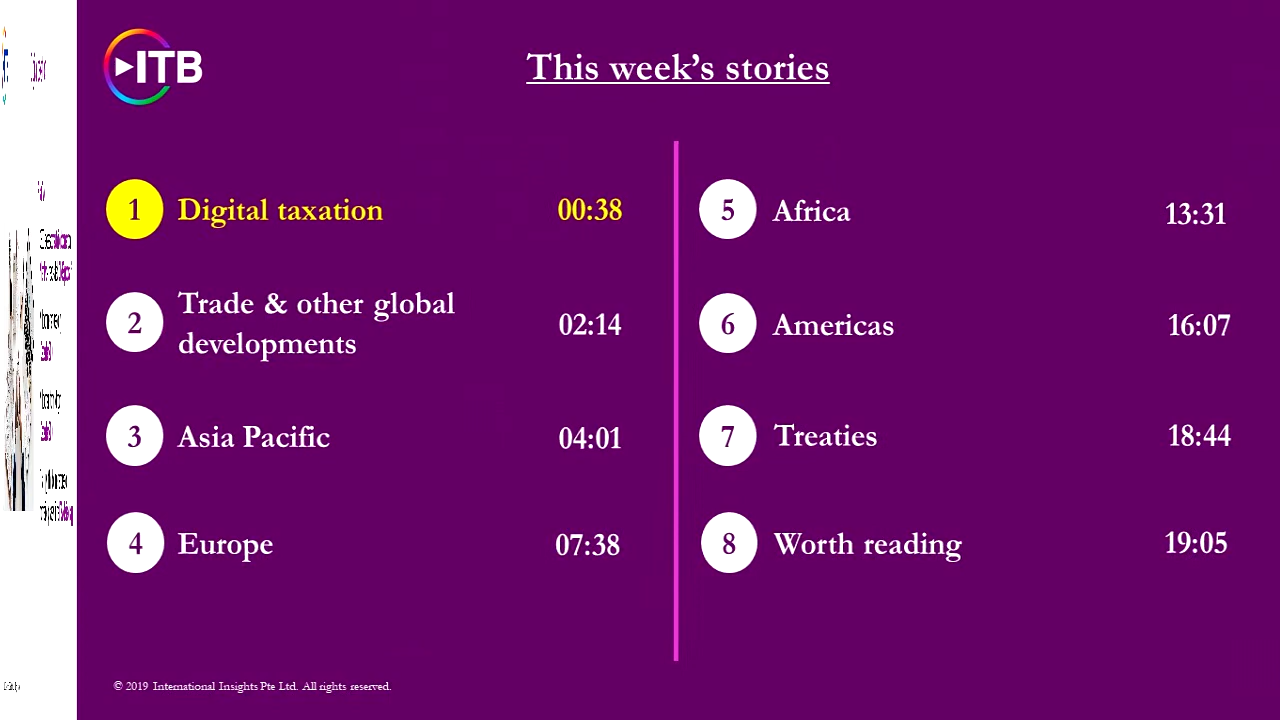 ITB
This week's stories
1 Digital taxation 00:38
2 Trade & other global
developments 02:14
3 Asia Pacific 04:01
4 Europe 07:38
5 Africa 13:31
6 Americas 16:07
7 Treaties 18:44
8 Worth reading 19:05
© 2019 International Insights Pte Ltd. All rights reserved.